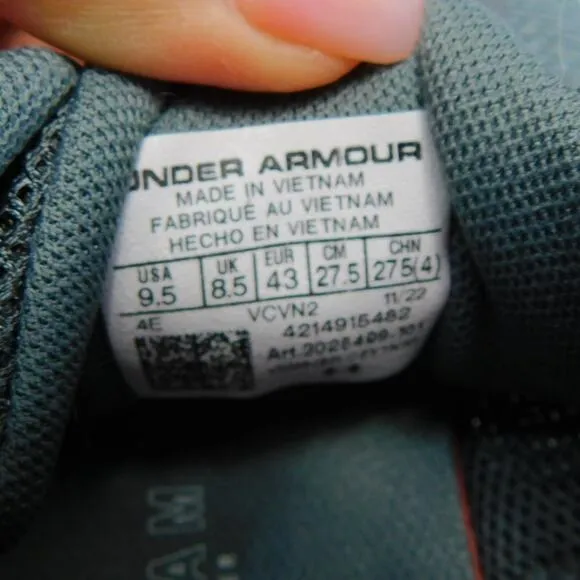 UNDER ARMOUR
MADE IN VIETNAM
FABRIQUÉ AU VIETNAM
HECHO EN VIETNAM
USA UK EUR CM CHN
9.5 8.5 43 27.5 275(4)
4E VCVN2 11/22
4214915482